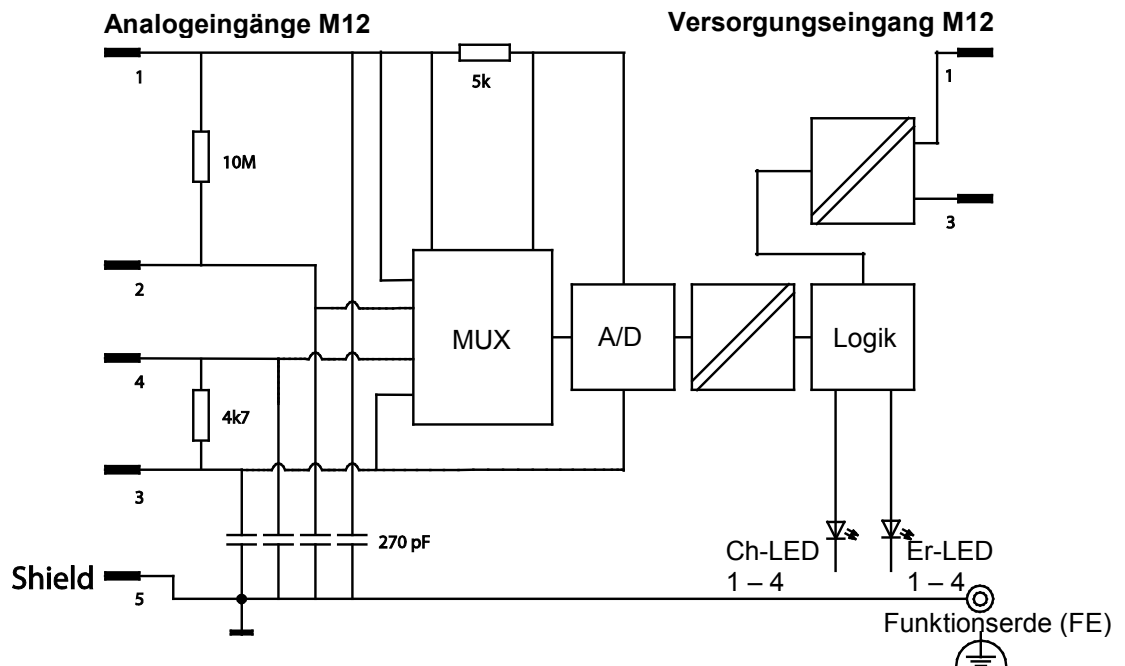 Analogeingänge M12
Versorgungseingang M12
1
5k
1
10M
3
2
MUX
A/D
Logik
4
4k7
3
270 pF
Ch-LED
1 – 4
Er-LED
1 – 4
Shield
5
Funktionserde (FE)